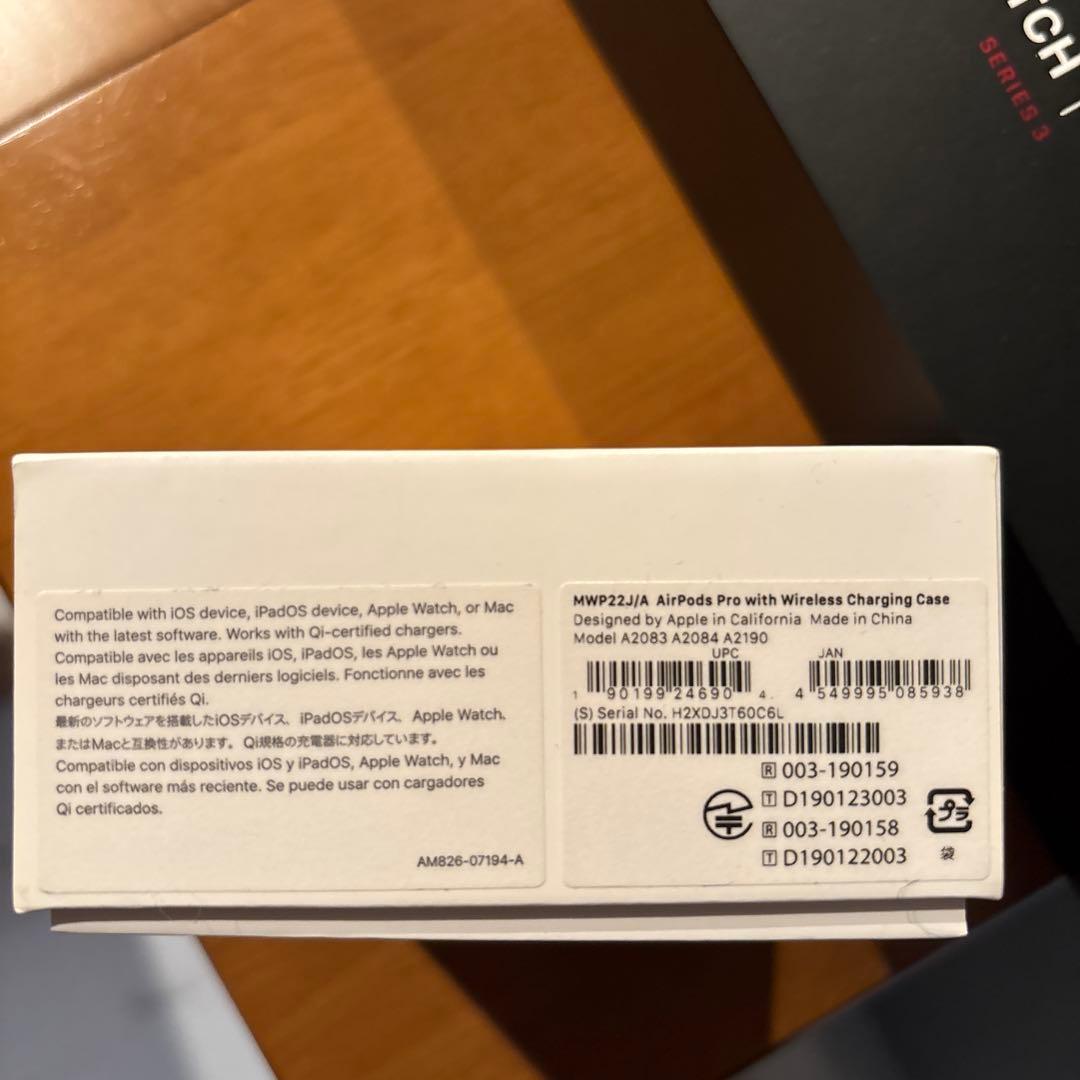 TCH
SERIES 3
Compatible with iOS device, iPadOS device, Apple Watch, or Mac
with the latest software. Works with Qi-certified chargers.
Compatible avec les appareils iOS, iPadOS, les Apple Watch ou
les Mac disposant des derniers logiciels. Fonctionne avec les
chargeurs certifiés Qi.
最新のソフトウェアを搭載したiOSデバイス、iPadOSデバイス、Apple Watch、
またはMacと互換性があります。Qi規格の充電器に対応しています。
Compatible con dispositivos iOS y iPadOS, Apple Watch, y Mac
con el software más reciente. Se puede usar con cargadores
Qi certificados.
AM826-07194-A
MWP22J/A AirPods Pro with Wireless Charging Case
Designed by Apple in California Made in China
Model A2083 A2084 A2190
UPC JAN
1 90199 24690 4 4 549995 085938
(S) Serial No. H2XDJ3T60C6L
R 003-190159
T D190123003
R 003-190158
T D190122003
プラ
袋